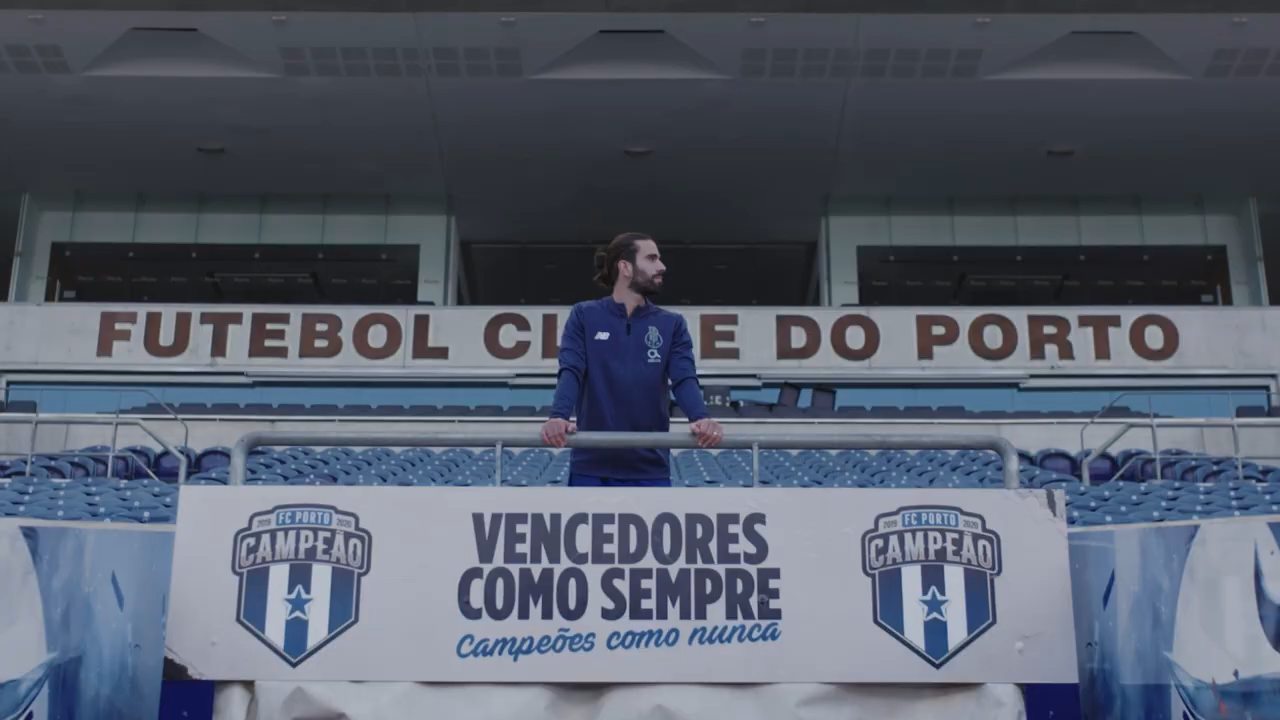 FUTEBOL CL E DO PORTO
NB
2019 FC PORTO 2020
CAMPEÃO
VENCEDORES
COMO SEMPRE
Campeões como nunca
2019 FC PORTO 2020
CAMPEÃO